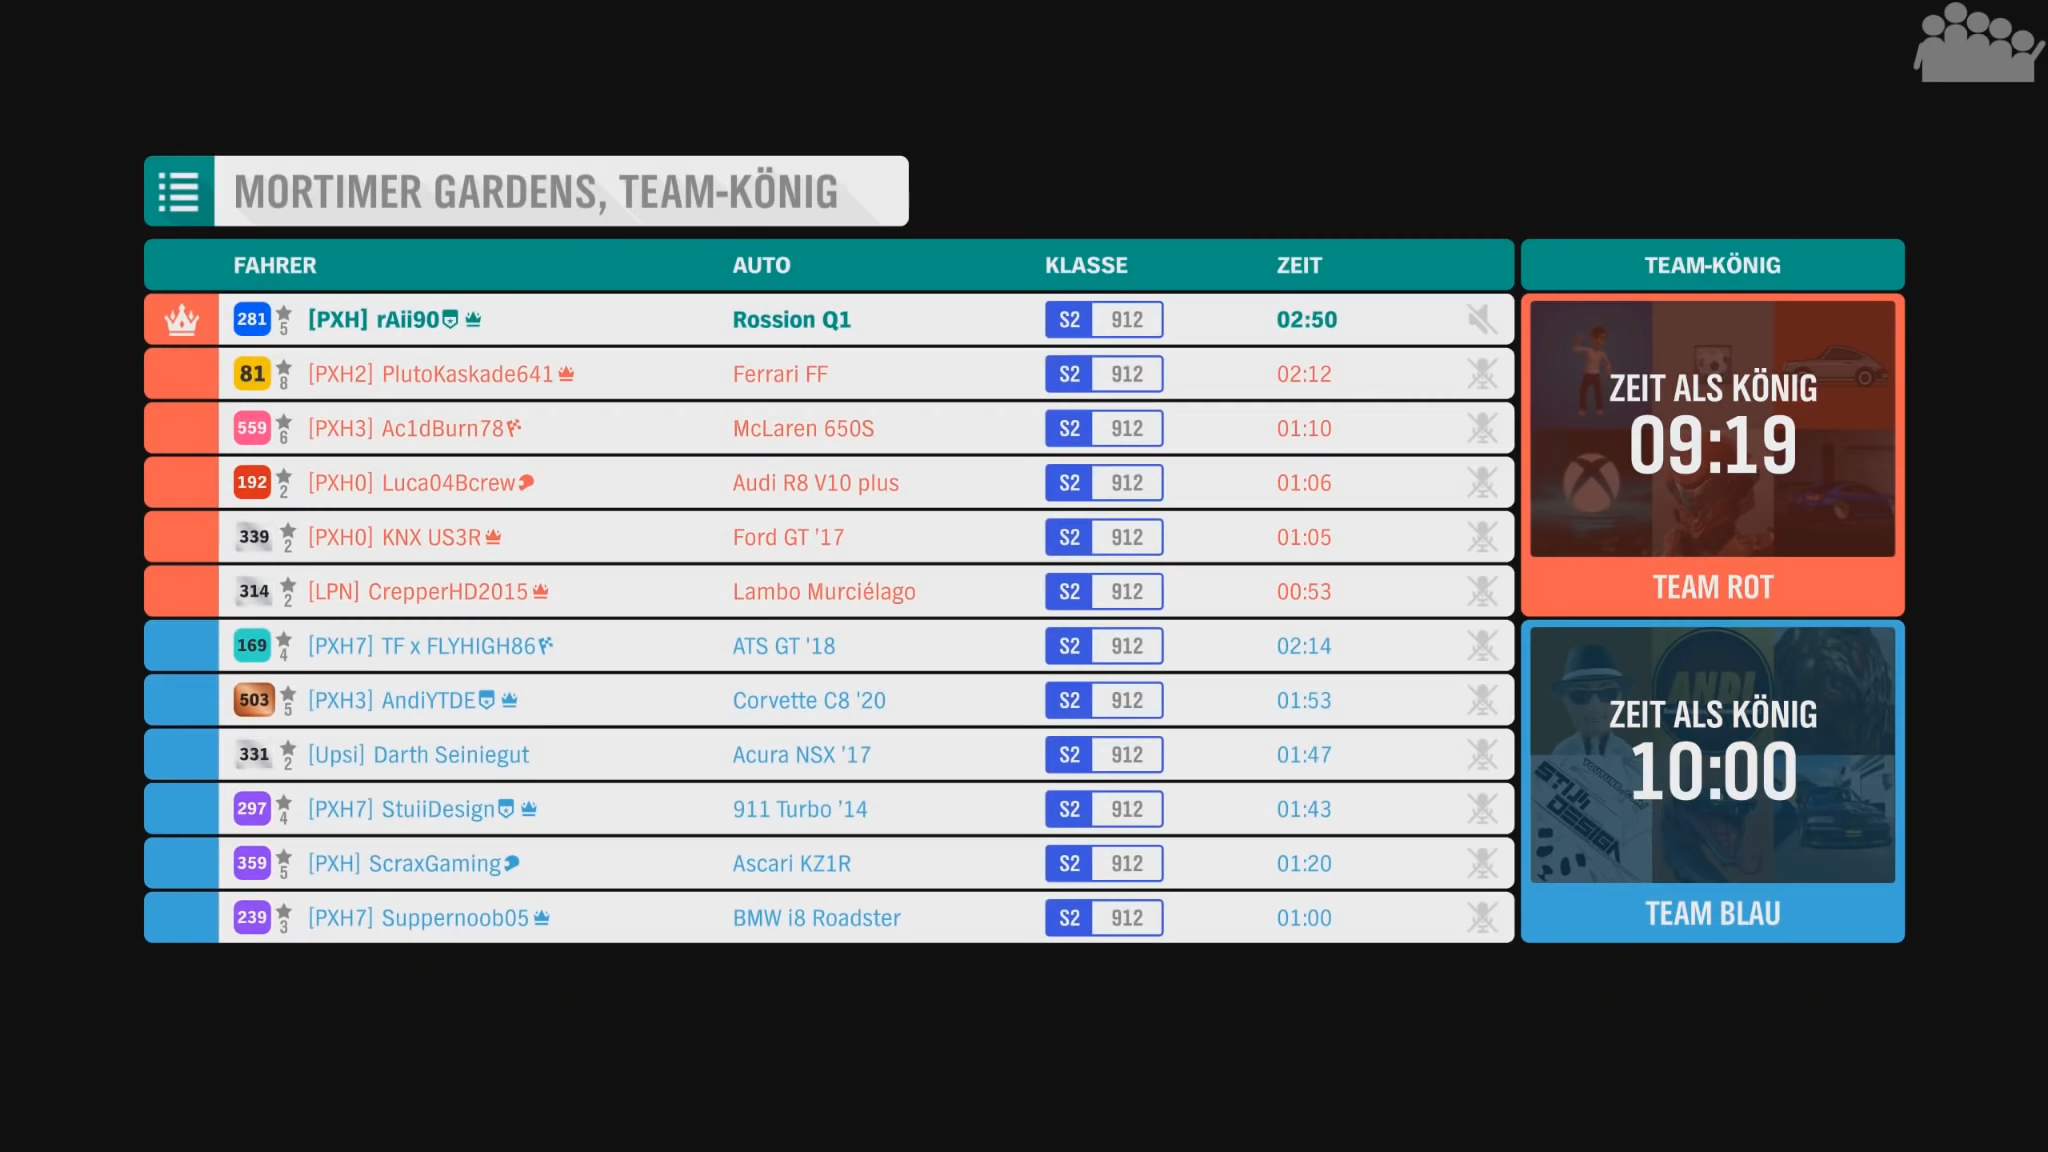 MORTIMER GARDENS, TEAM-KÖNIG
FAHRER AUTO KLASSE ZEIT TEAM-KÖNIG
281 5 [PXH] rAii90 Rossion Q1 S2 912 02:50
81 8 [PXH2] PlutoKaskade641 Ferrari FF S2 912 02:12
559 6 [PXH3] Ac1dBurn78 McLaren 650S S2 912 01:10
192 2 [PXH0] Luca04Bcrew Audi R8 V10 plus S2 912 01:06
339 2 [PXH0] KNX US3R Ford GT '17 S2 912 01:05
314 2 [LPN] CrepperHD2015 Lambo Murciélago S2 912 00:53
169 4 [PXH7] TF x FLYHIGH86 ATS GT '18 S2 912 02:14
503 5 [PXH3] AndiYTDE Corvette C8 '20 S2 912 01:53
331 2 [Upsi] Darth Seiniegut Acura NSX '17 S2 912 01:47
297 4 [PXH7] StuiiDesign 911 Turbo '14 S2 912 01:43
359 5 [PXH] ScraxGaming Ascari KZ1R S2 912 01:20
239 3 [PXH7] Suppernoob05 BMW i8 Roadster S2 912 01:00
ZEIT ALS KÖNIG
09:19
TEAM ROT
ANDI
ZEIT ALS KÖNIG
10:00
STUII
DESIGN
TEAM BLAU